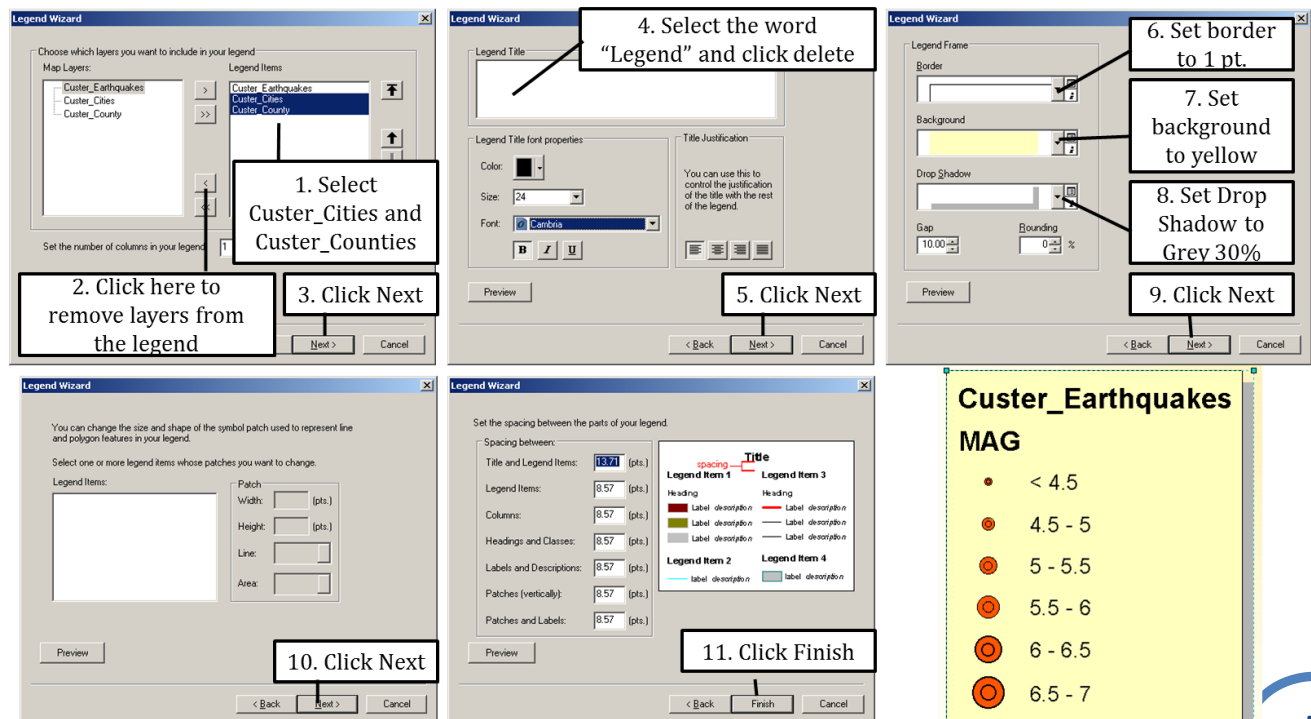 Legend Wizard
Choose which layers you want to include in your legend
Map Layers:
Custer_Earthquakes
Custer_Cities
Custer_County
>
>>
<
<<
Legend Items
Custer_Earthquakes
Custer_Cities
Custer_County
1. Select
Custer_Cities and
Custer_Counties
Set the number of columns in your legend
1
2. Click here to
remove layers from
the legend
3. Click Next
Next >
Cancel
Legend Wizard
4. Select the word
“Legend” and click delete
Legend Title
Legend Title font properties
Color:
Size: 24
Font: Cambria
B I U
Title Justification
You can use this to
control the justification
of the title with the rest
of the legend.
Preview
5. Click Next
< Back
Next >
Cancel
Legend Wizard
Legend Frame
Border
6. Set border
to 1 pt.
Background
7. Set
background
to yellow
Drop Shadow
8. Set Drop
Shadow to
Grey 30%
Gap
10.00
Rounding
0 %
Preview
9. Click Next
< Back
Next >
Cancel
Legend Wizard
You can change the size and shape of the symbol patch used to represent line
and polygon features in your legend.
Select one or more legend items whose patches you want to change.
Legend Items:
Patch
Width: (pts.)
Height: (pts.)
Line:
Area:
Preview
10. Click Next
< Back
Next >
Cancel
Legend Wizard
Set the spacing between the parts of your legend.
Spacing between:
Title and Legend Items: 13.71 (pts.)
Legend Items: 8.57 (pts.)
Columns: 8.57 (pts.)
Headings and Classes: 8.57 (pts.)
Labels and Descriptions: 8.57 (pts.)
Patches (vertically): 8.57 (pts.)
Patches and Labels: 8.57 (pts.)
Title
spacing
Legend Item 1
Heading
Label description
Label description
Label description
Legend Item 2
label description
Legend Item 3
Heading
Label description
Label description
Label description
Legend Item 4
label description
Preview
11. Click Finish
< Back
Finish
Cancel
Custer_Earthquakes
MAG
< 4.5
4.5 - 5
5 - 5.5
5.5 - 6
6 - 6.5
6.5 - 7